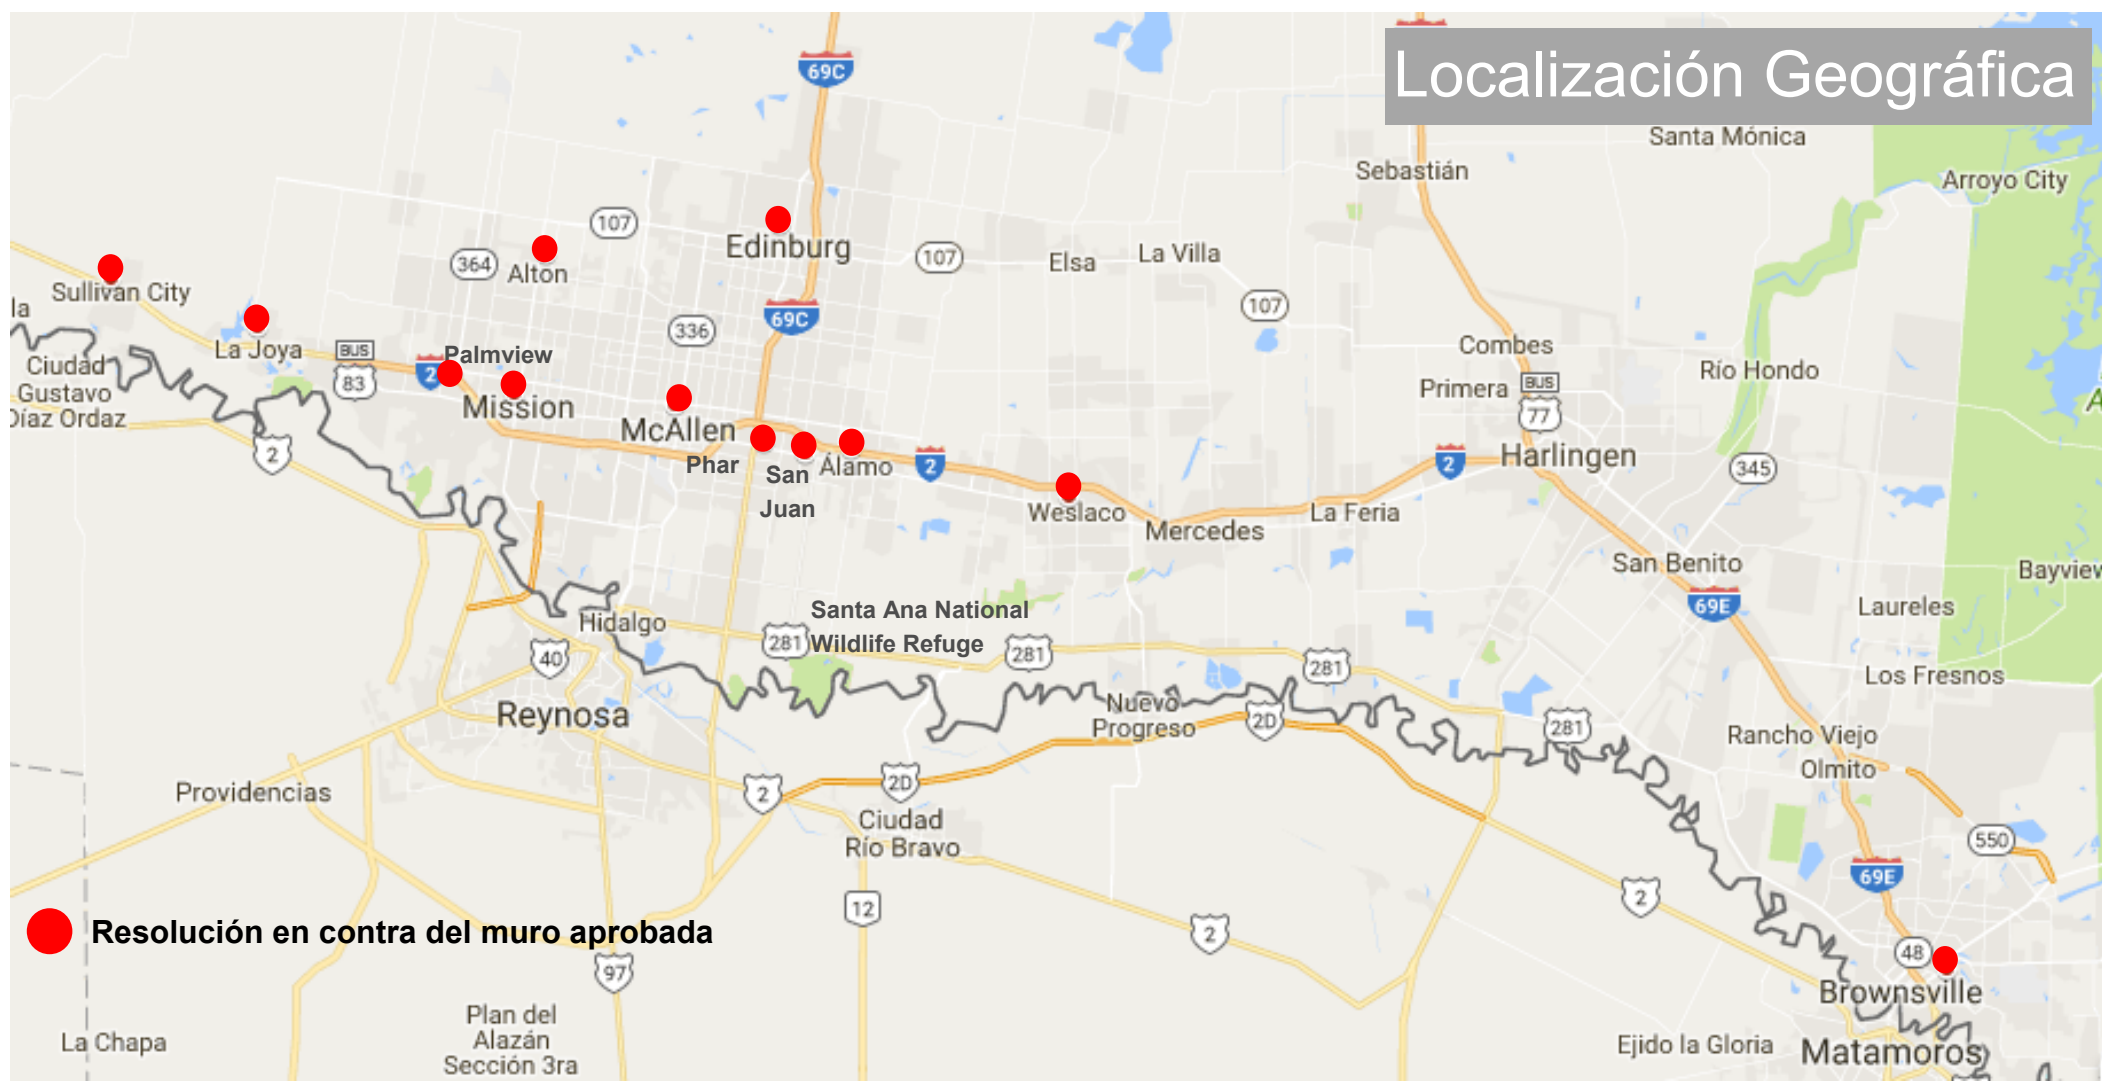 69C
Localización Geográfica
Santa Mónica
Sebastián
Arroyo City
107
Edinburg
107
Elsa
La Villa
364
Alton
Sullivan City
la
107
69C
336
La Joya
BUS
83
2
Palmview
Ciudad
Gustavo
Díaz Ordaz
Mission
McAllen
Combes
Primera
BUS
77
Río Hondo
2
Phar
San
Juan
Álamo
2
2
Harlingen
345
Weslaco
Mercedes
La Feria
San Benito
Bayview
69E
Laureles
Hidalgo
Santa Ana National
Wildlife Refuge
281
281
281
40
Los Fresnos
Reynosa
Nuevo
Progreso
2D
281
Rancho Viejo
Olmito
Providencias
2
2D
Ciudad
Río Bravo
550
69E
12
2
2
Resolución en contra del muro aprobada
97
48
Brownsville
Plan del
Alazán
Sección 3ra
La Chapa
Ejido la Gloria
Matamoros